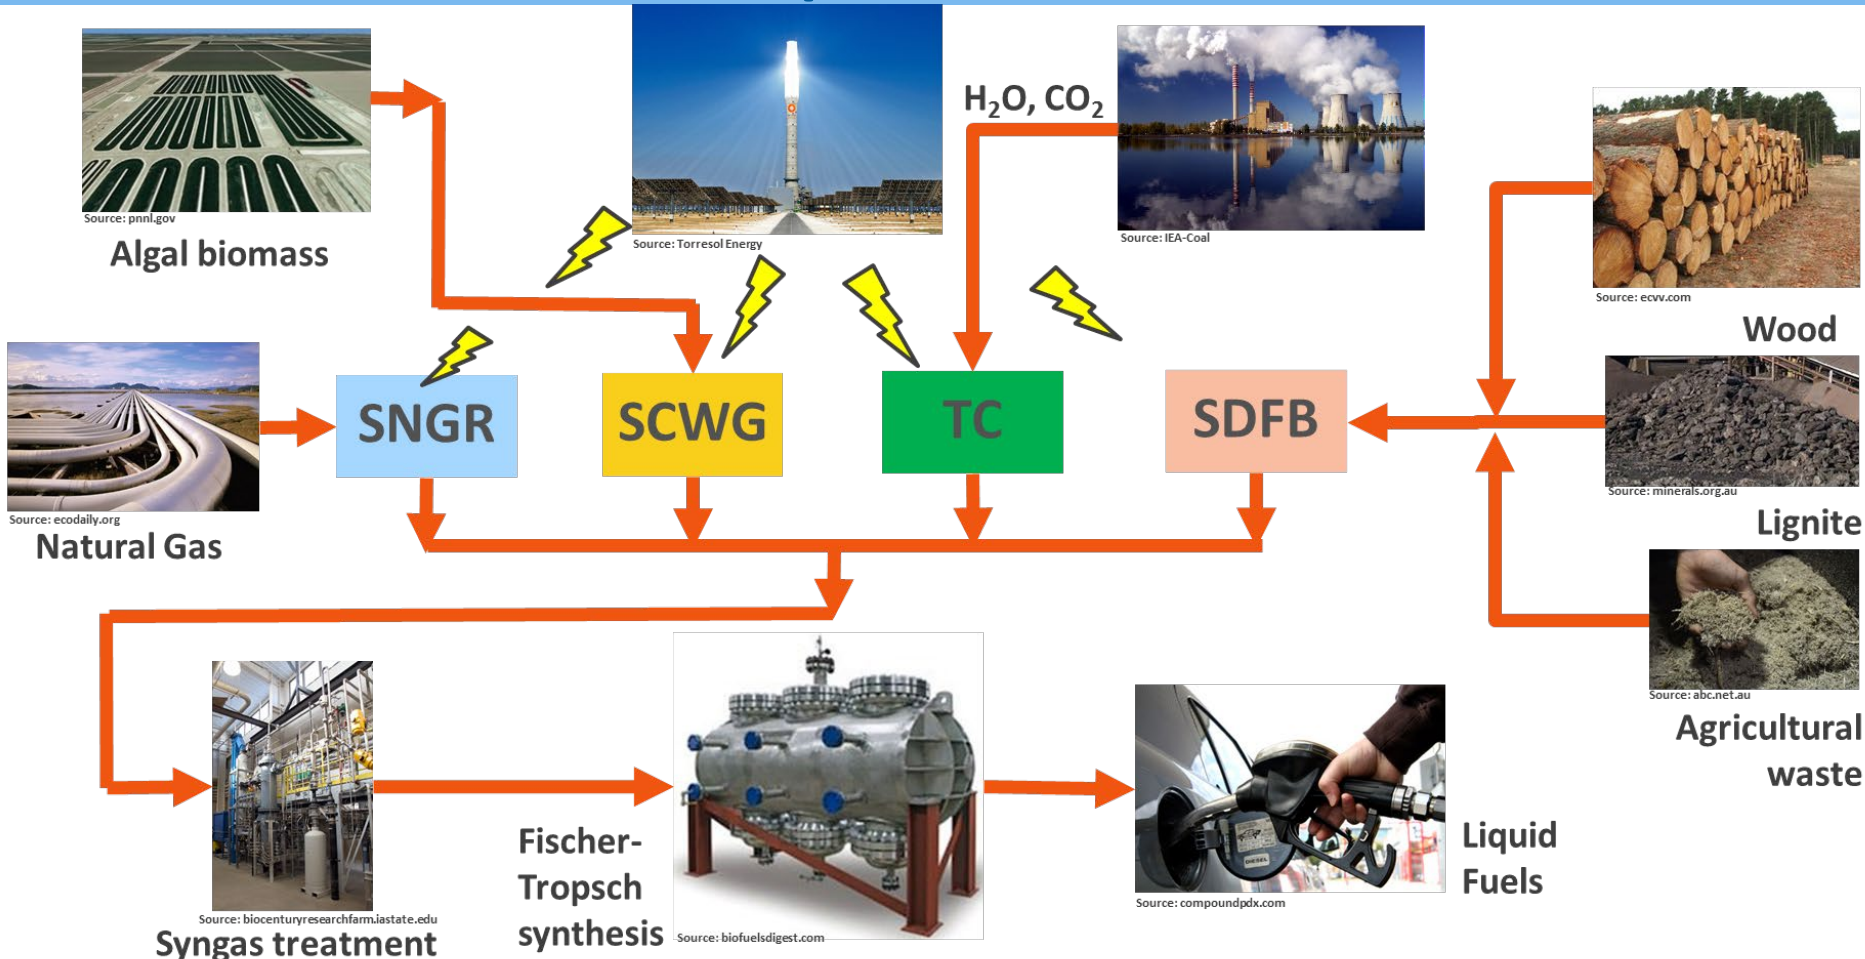 Source: pnnl.gov
Algal biomass
Source: Torresol Energy
H₂O, CO₂
Source: IEA-Coal
Source: ecvv.com
Wood
Source: ecodaily.org
Natural Gas
SNGR
SCWG
TC
SDFB
Source: minerals.org.au
Lignite
Source: abc.net.au
Agricultural
waste
Source: biocenturyresearchfarm.iastate.edu
Syngas treatment
Fischer-
Tropsch
synthesis
Source: biofuelsdigest.com
DIESEL
Source: compoundpdx.com
Liquid
Fuels